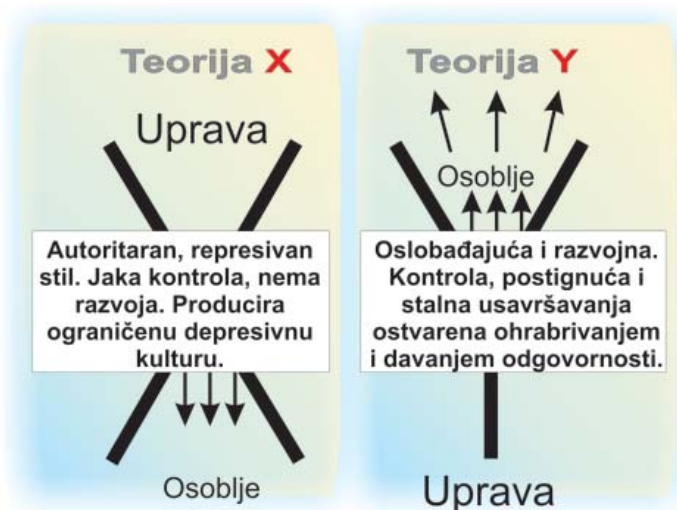 Teorija X
Uprava
Autoritaran, represivan
stil. Jaka kontrola, nema
razvoja. Producira
ograničenu depresivnu
kulturu.
Osoblje
Teorija Y
Osoblje
Oslobađajuća i razvojna.
Kontrola, postignuća i
stalna usavršavanja
ostvarena ohrabrivanjem
i davanjem odgovornosti.
Uprava